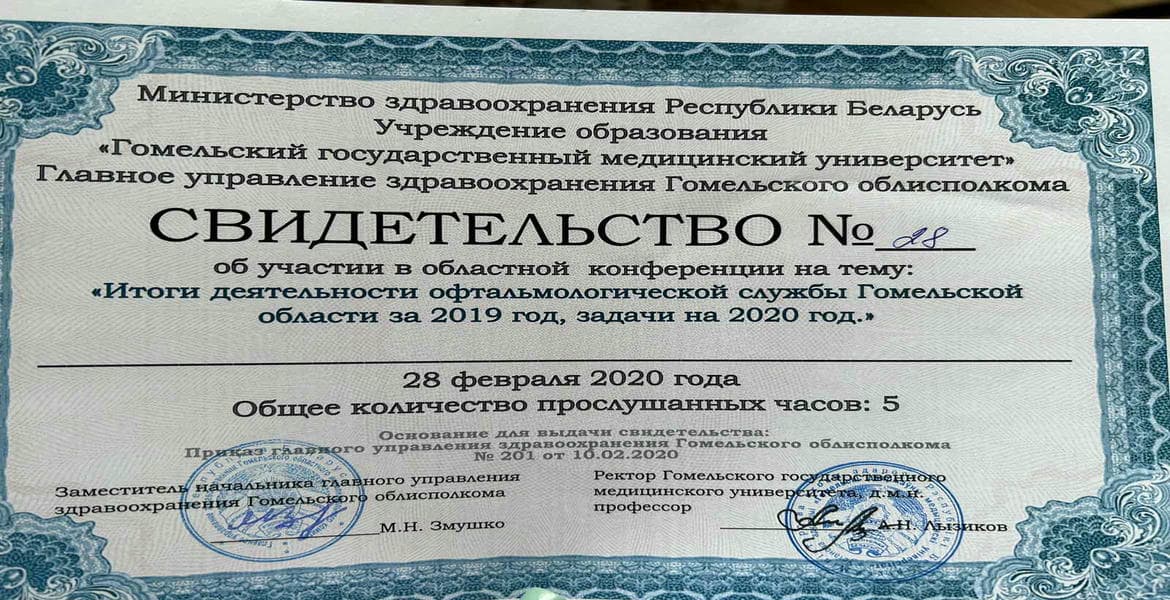 Министерство здравоохранения Республики Беларусь
Учреждение образования
«Гомельский государственный медицинский университет»
Главное управление здравоохранения Гомельского облисполкома
СВИДЕТЕЛЬСТВО № 28
об участии в областной конференции на тему:
«Итоги деятельности офтальмологической службы Гомельской
области за 2019 год, задачи на 2020 год.»
28 февраля 2020 года
Общее количество прослушанных часов: 5
Основание для выдачи свидетельства:
Приказ главного управления здравоохранения Гомельского облисполкома
№ 201 от 10.02.2020
Заместитель начальника главного управления
здравоохранения Гомельского облисполкома
М.Н. Змушко
Ректор Гомельского государственного
медицинского университета, д.м.н.
профессор
А.Н. Лызиков